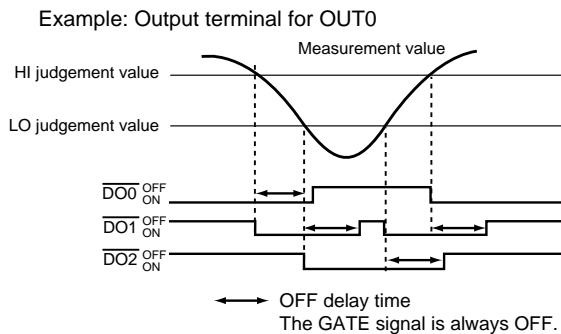 Example: Output terminal for OUT0
Measurement value
HI judgement value
LO judgement value
DO0 OFF
ON
DO1 OFF
ON
DO2 OFF
ON
OFF delay time
The GATE signal is always OFF.